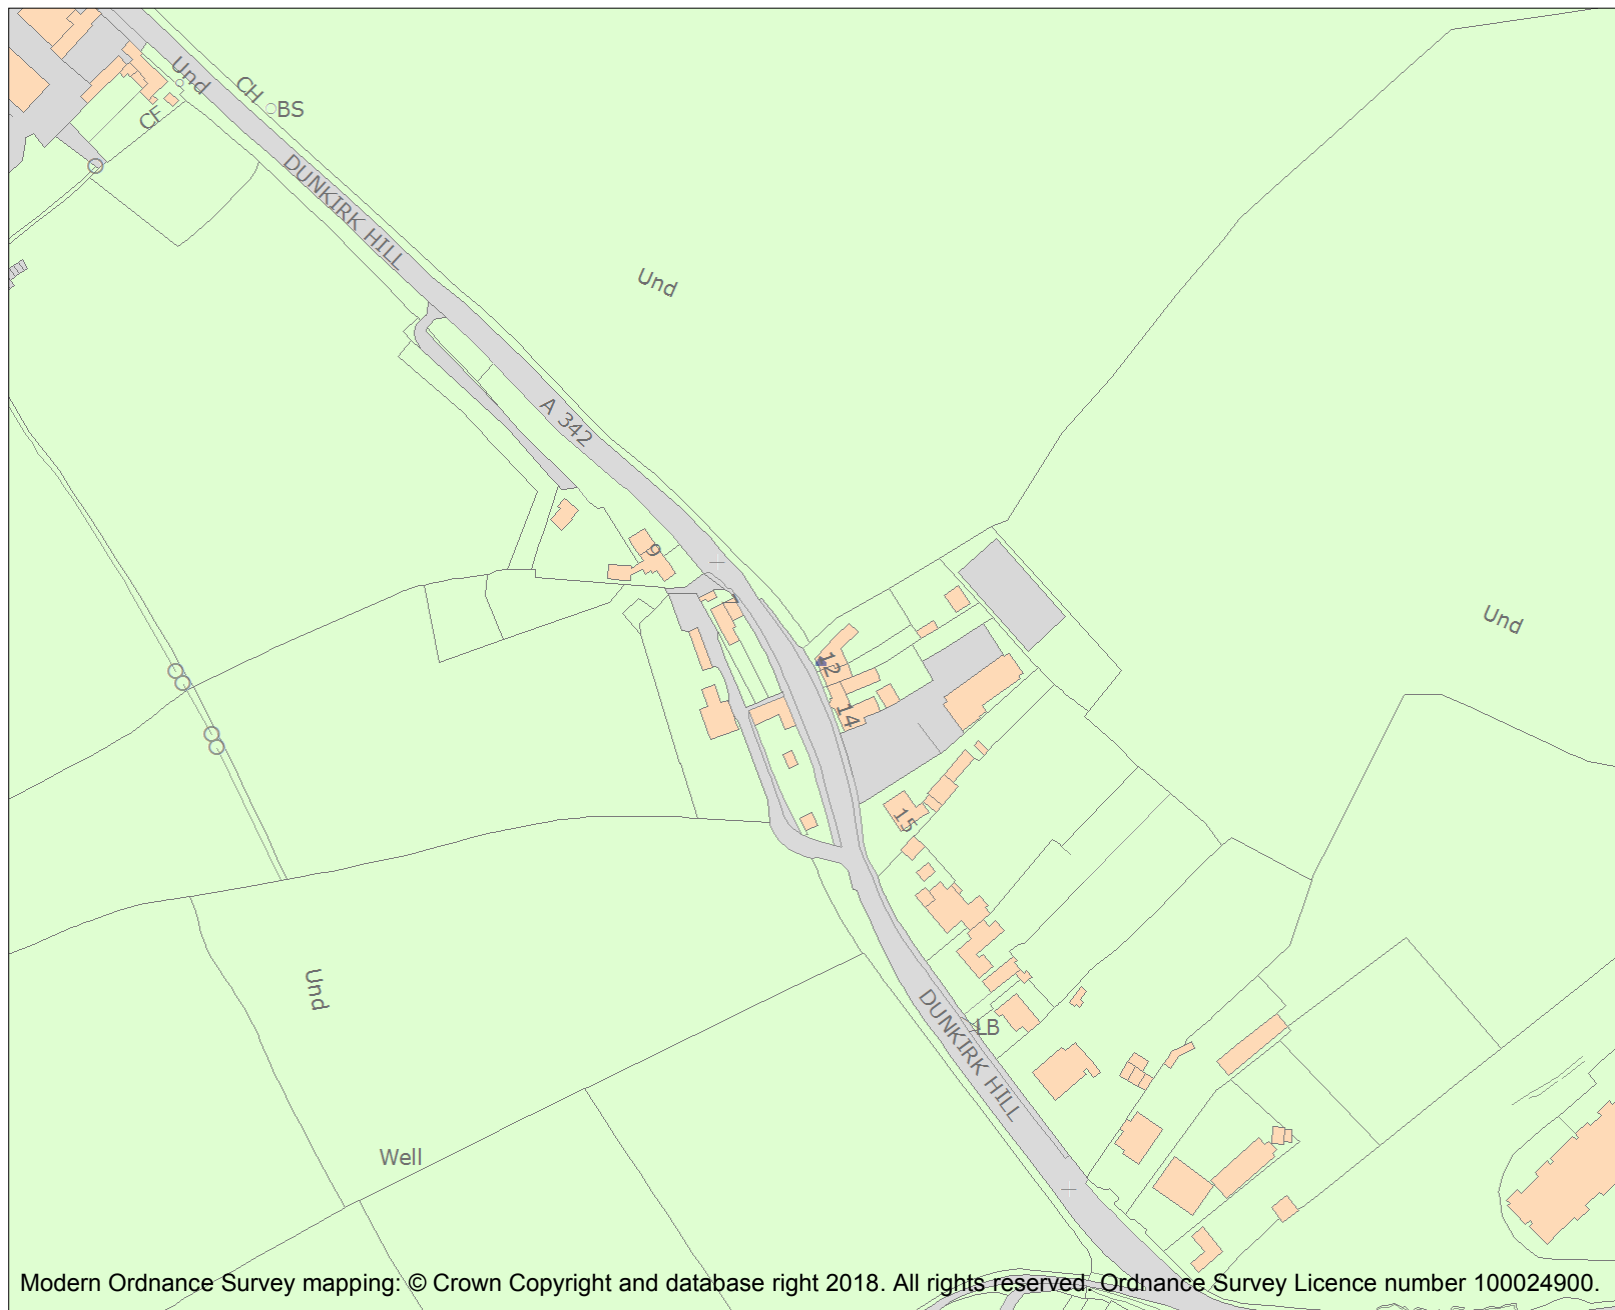 Und
CH
BS
CF
DUNKIRK HILL
Und
A 342
9
7
Und
12
14
15
Und
DUNKIRK HILL
LB
Well
Modern Ordnance Survey mapping: © Crown Copyright and database right 2018. All rights reserved. Ordnance Survey Licence number 100024900.